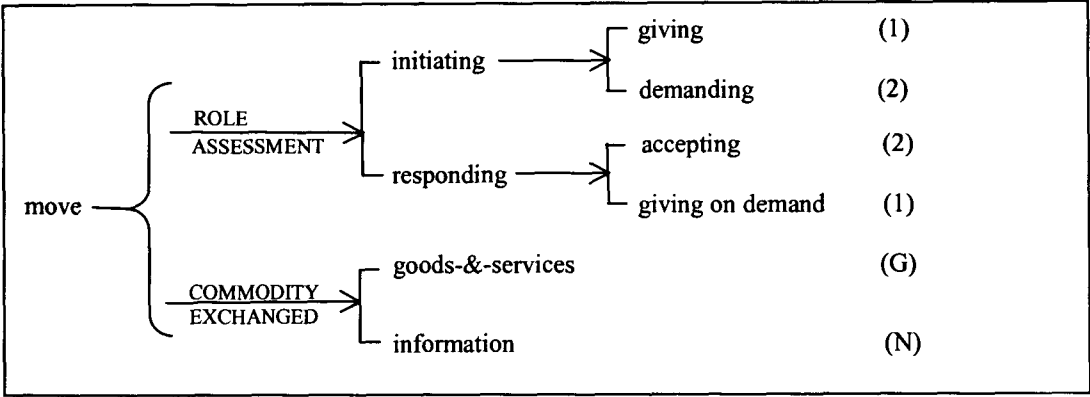 giving (1)
initiating
demanding (2)
ROLE
ASSESSMENT
accepting (2)
responding
move
giving on demand (1)
goods-&-services (G)
COMMODITY
EXCHANGED
information (N)